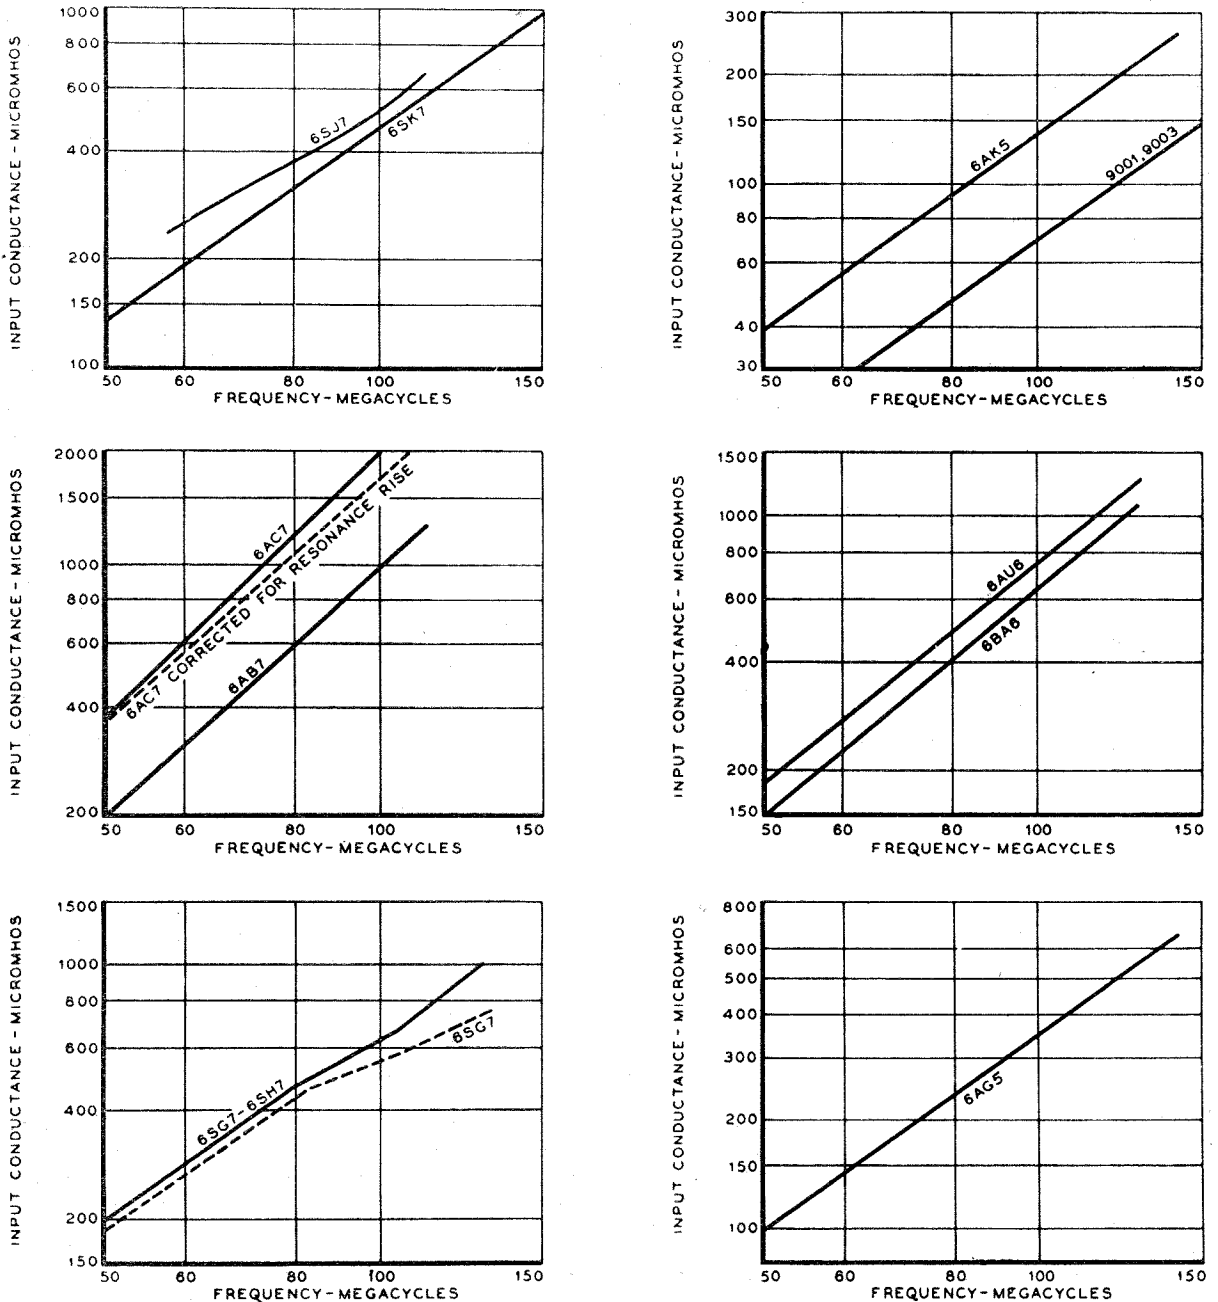 INPUT CONDUCTANCE - MICROMHOS
1000
800
600
400
200
150
100
6SJ7
6SK7
50 60 80 100 150
FREQUENCY-MEGACYCLES
INPUT CONDUCTANCE - MICROMHOS
300
200
150
100
80
60
40
30
6AK5
9001,9003
50 60 80 100 150
FREQUENCY-MEGACYCLES
INPUT CONDUCTANCE - MICROMHOS
2000
1500
1000
800
600
400
200
6AC7
6AC7 CORRECTED FOR RESONANCE RISE
6AB7
50 60 80 100 150
FREQUENCY-MEGACYCLES
INPUT CONDUCTANCE - MICROMHOS
1500
1000
800
600
400
200
150
6AU6
6BA6
50 60 80 100 150
FREQUENCY-MEGACYCLES
INPUT CONDUCTANCE - MICROMHOS
1500
1000
800
600
400
200
150
6SG7-6SH7
6SG7
50 60 80 100 150
FREQUENCY-MEGACYCLES
INPUT CONDUCTANCE - MICROMHOS
800
600
500
400
300
200
150
100
6AG5
50 60 80 100 150
FREQUENCY-MEGACYCLES